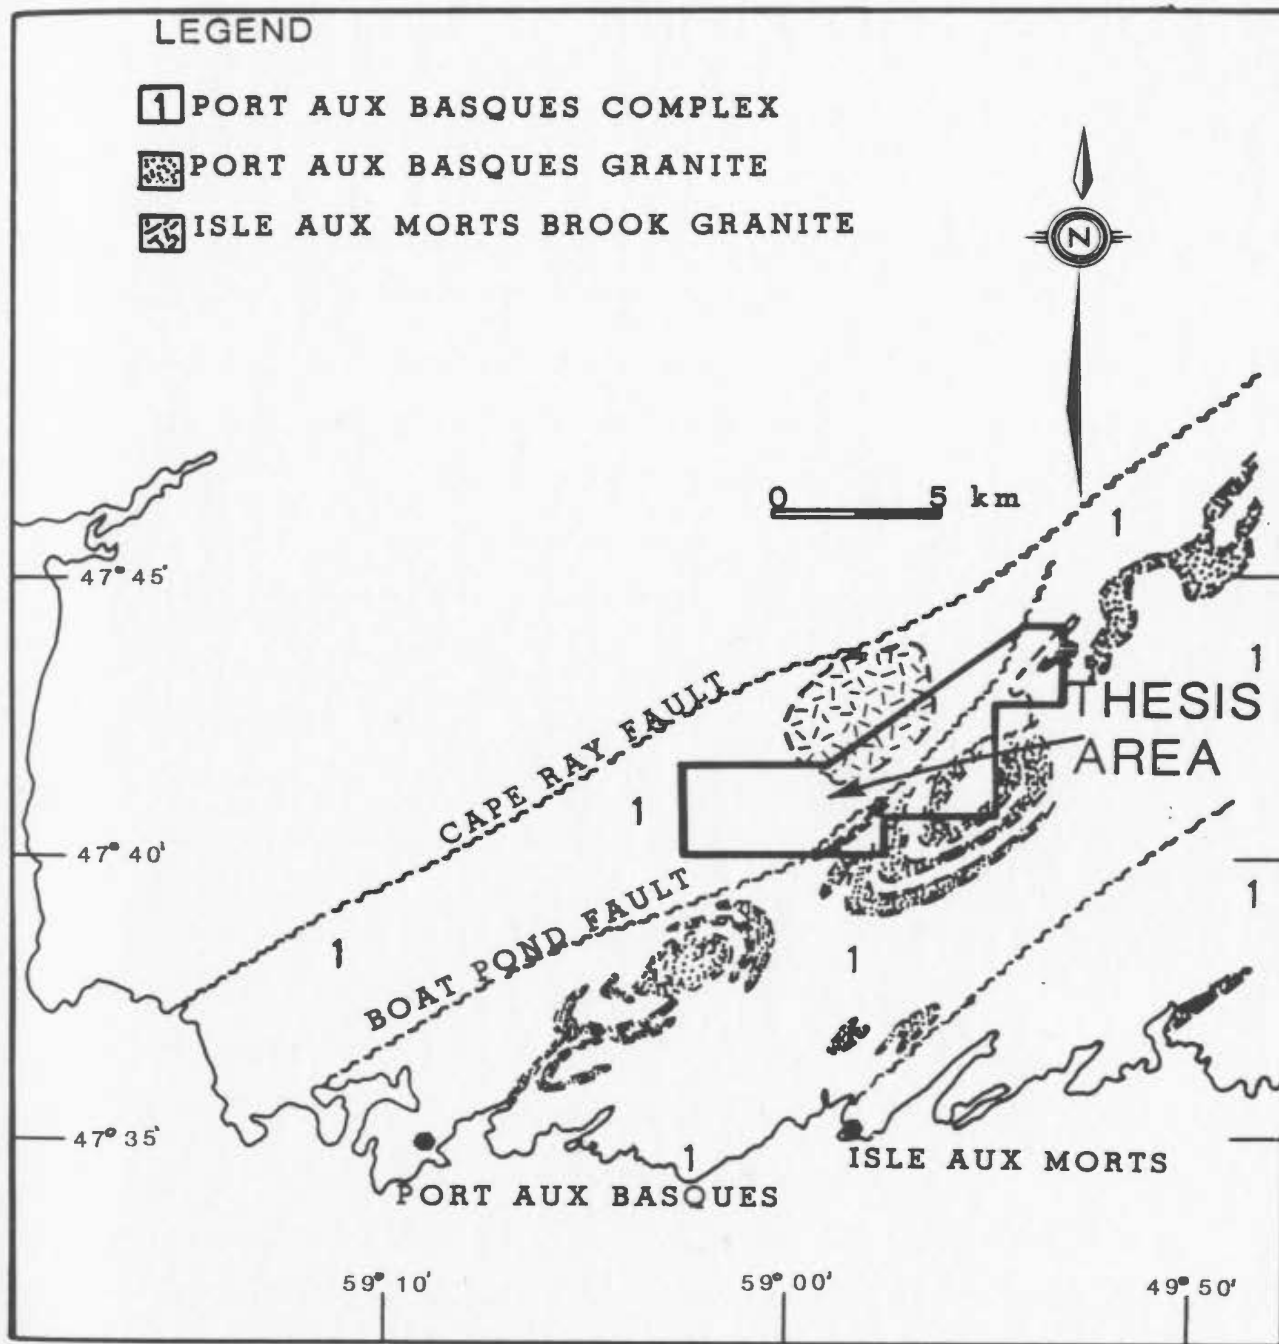 LEGEND
1 PORT AUX BASQUES COMPLEX
PORT AUX BASQUES GRANITE
ISLE AUX MORTS BROOK GRANITE
N
0 5 km
1
47° 45'
1
THESIS
AREA
CAPE RAY FAULT
1
47° 40'
1
BOAT POND FAULT
1
1
47° 35'
1
ISLE AUX MORTS
PORT AUX BASQUES
59° 10'
59° 00'
49° 50'